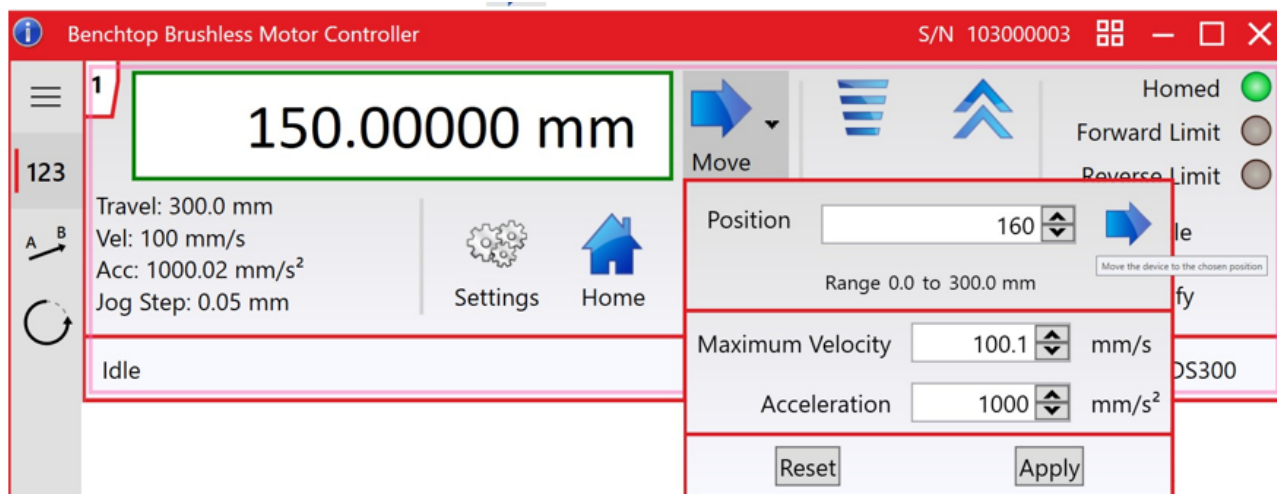 Benchtop Brushless Motor Controller S/N 103000003
1
150.00000 mm
Move
Homed
Forward Limit
Reverse Limit
123
A B
Travel: 300.0 mm
Vel: 100 mm/s
Acc: 1000.02 mm/s²
Jog Step: 0.05 mm
Settings
Home
Position 160
Move the device to the chosen position
Range 0.0 to 300.0 mm
Maximum Velocity 100.1 mm/s
Acceleration 1000 mm/s²
Idle
Reset Apply